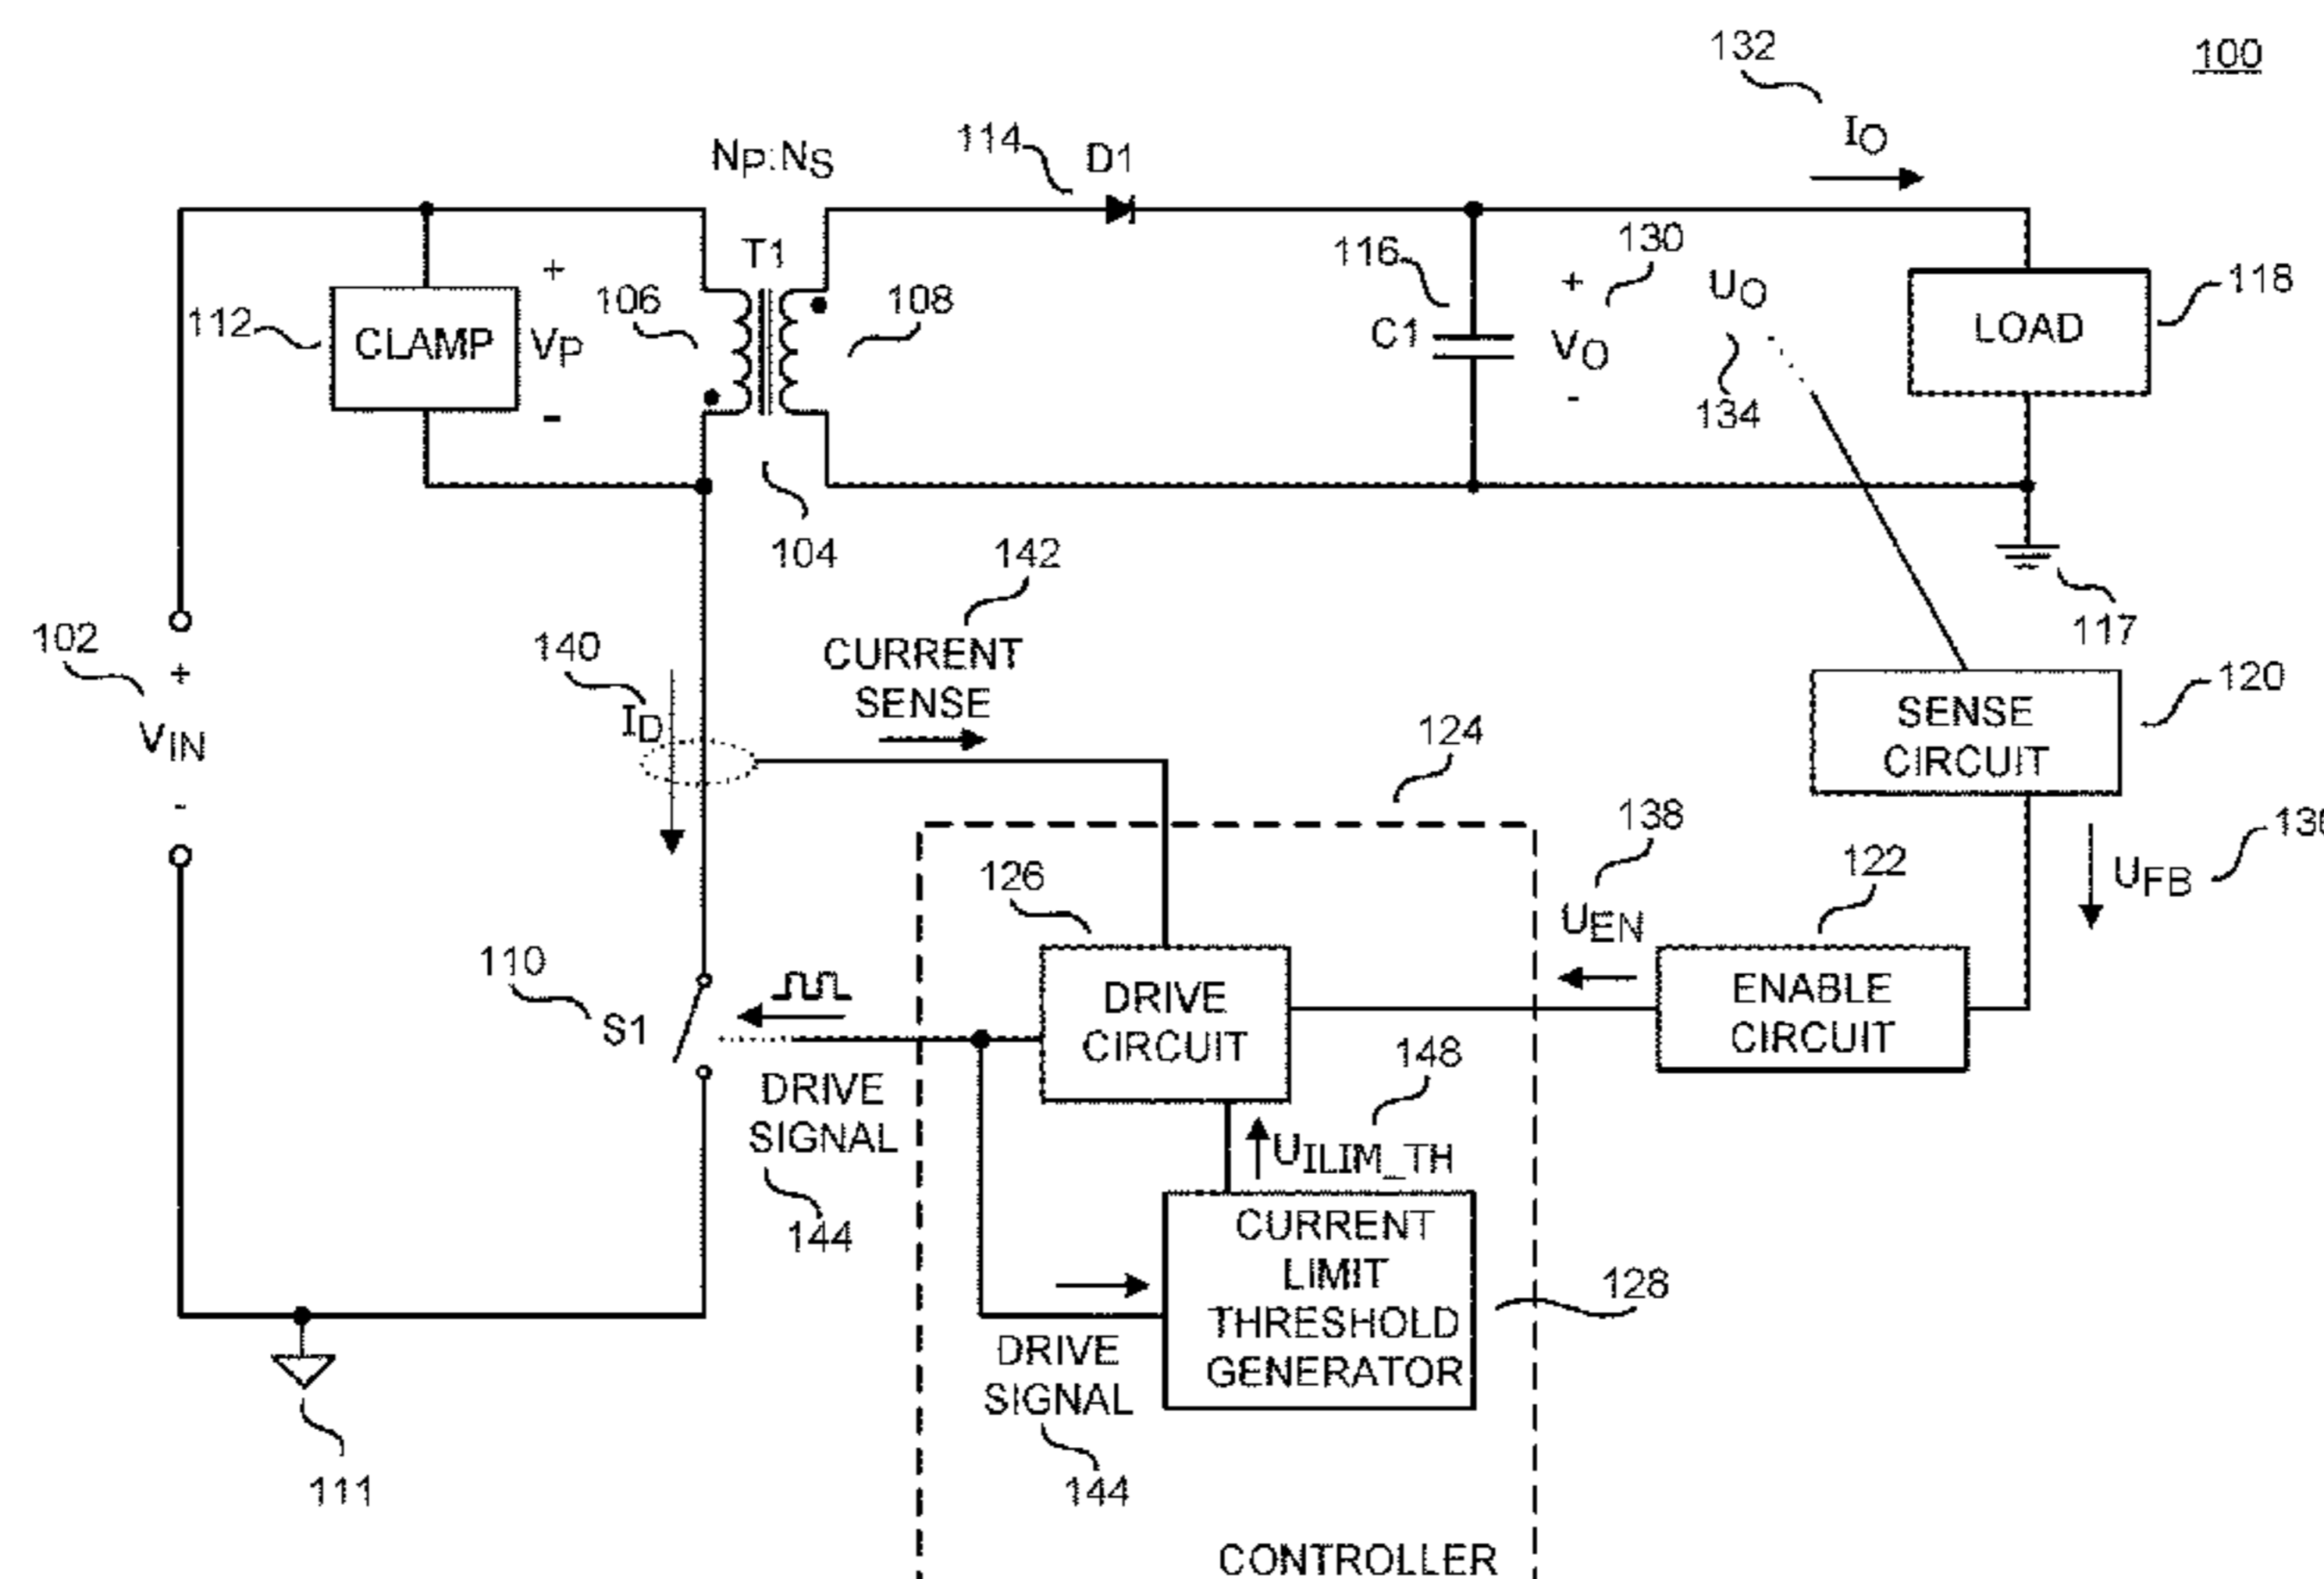 132
100
IO
114
D1
NP:NS
T1
116
130
+
+
UO
118
112
CLAMP
VP
106
108
C1
VO
LOAD
-
-
134
104
142
117
102
+
VIN
-
140
ID
CURRENT
SENSE
124
SENSE
CIRCUIT
120
138
122
UFB
126
UEN
110
S1
DRIVE
CIRCUIT
ENABLE
CIRCUIT
148
DRIVE
SIGNAL
144
UILIM_TH
CURRENT
LIMIT
THRESHOLD
GENERATOR
128
DRIVE
SIGNAL
144
111
CONTROLLER